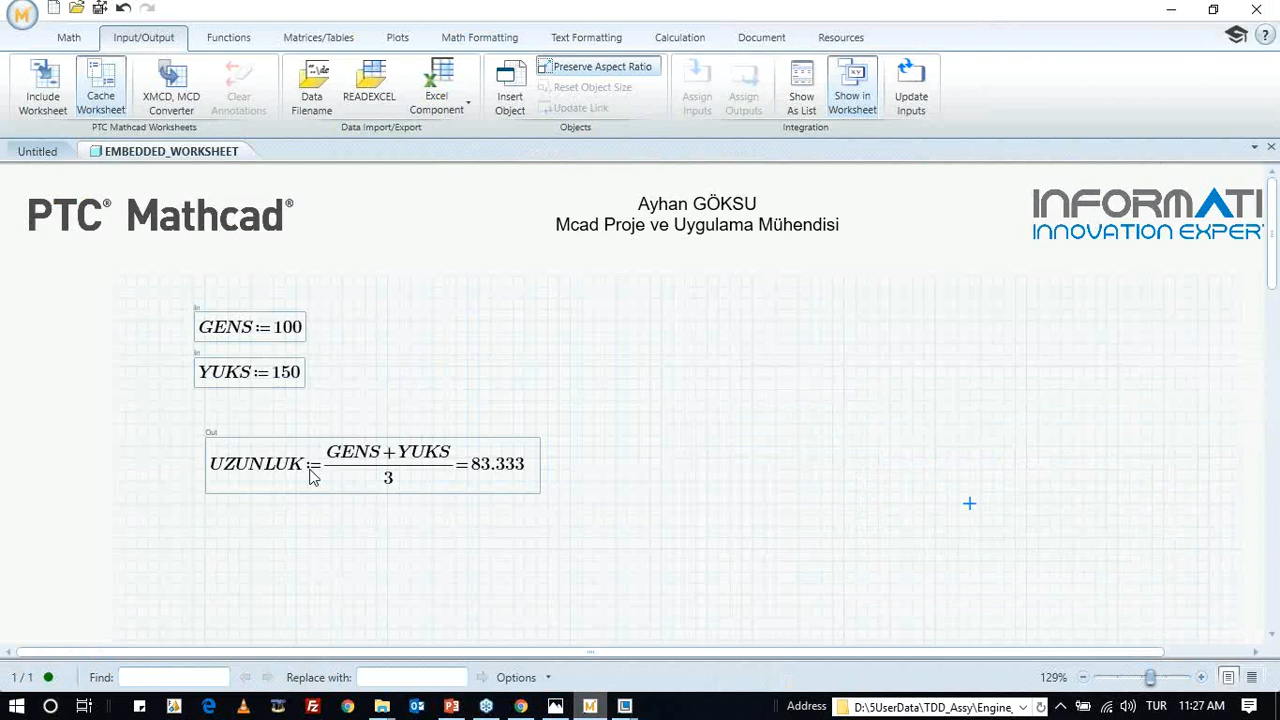 Math Input/Output Functions Matrices/Tables Plots Math Formatting Text Formatting Calculation Document Resources
Include Worksheet
Cache Worksheet
XMCD, MCD Converter
Clear Annotations
PTC Mathcad Worksheets
Data Filename
READEXCEL
Excel Component
Data Import/Export
Insert Object
Preserve Aspect Ratio
Reset Object Size
Update Link
Objects
Assign Inputs
Assign Outputs
Show As List
Show in Worksheet
Integration
Update Inputs
Untitled EMBEDDED_WORKSHEET
PTC® Mathcad®
Ayhan GÖKSU
Mcad Proje ve Uygulama Mühendisi
INFORMATI
INNOVATION EXPER
In
GENS:=100
In
YUKS:=150
Out
UZUNLUK:=(GENS+YUKS)/3=83.333
1 / 1 Find: Replace with: Options 129%
Address D:\5UserData\TDD_Assy\Engine_ TUR 11:27 AM